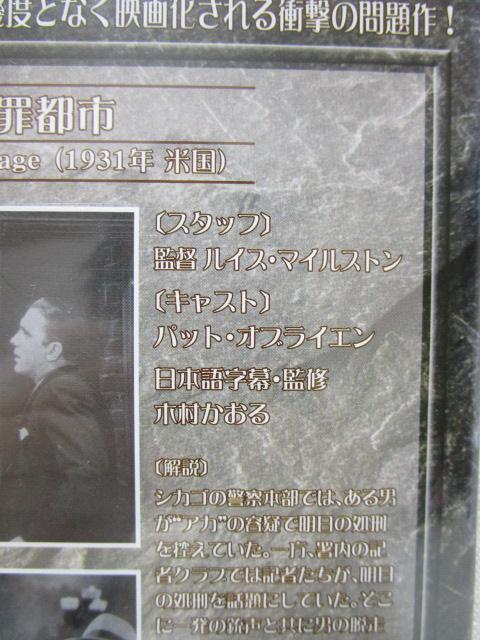 幾度となく映画化される衝撃の問題作！
罪都市
age (1931年 米国)
〔スタッフ〕
監督 ルイス・マイルストン
〔キャスト〕
パット・オブライエン
日本語字幕・監修
木村かおる
〔解説〕
シカゴの警察本部では、ある男
が“アカ”の容疑で明日の処刑
を控えていた。一方、署内の記
者クラブでは記者たちが、明日
の処刑を話題にしていた。そこ
に一発の銃声と共に男の脱走